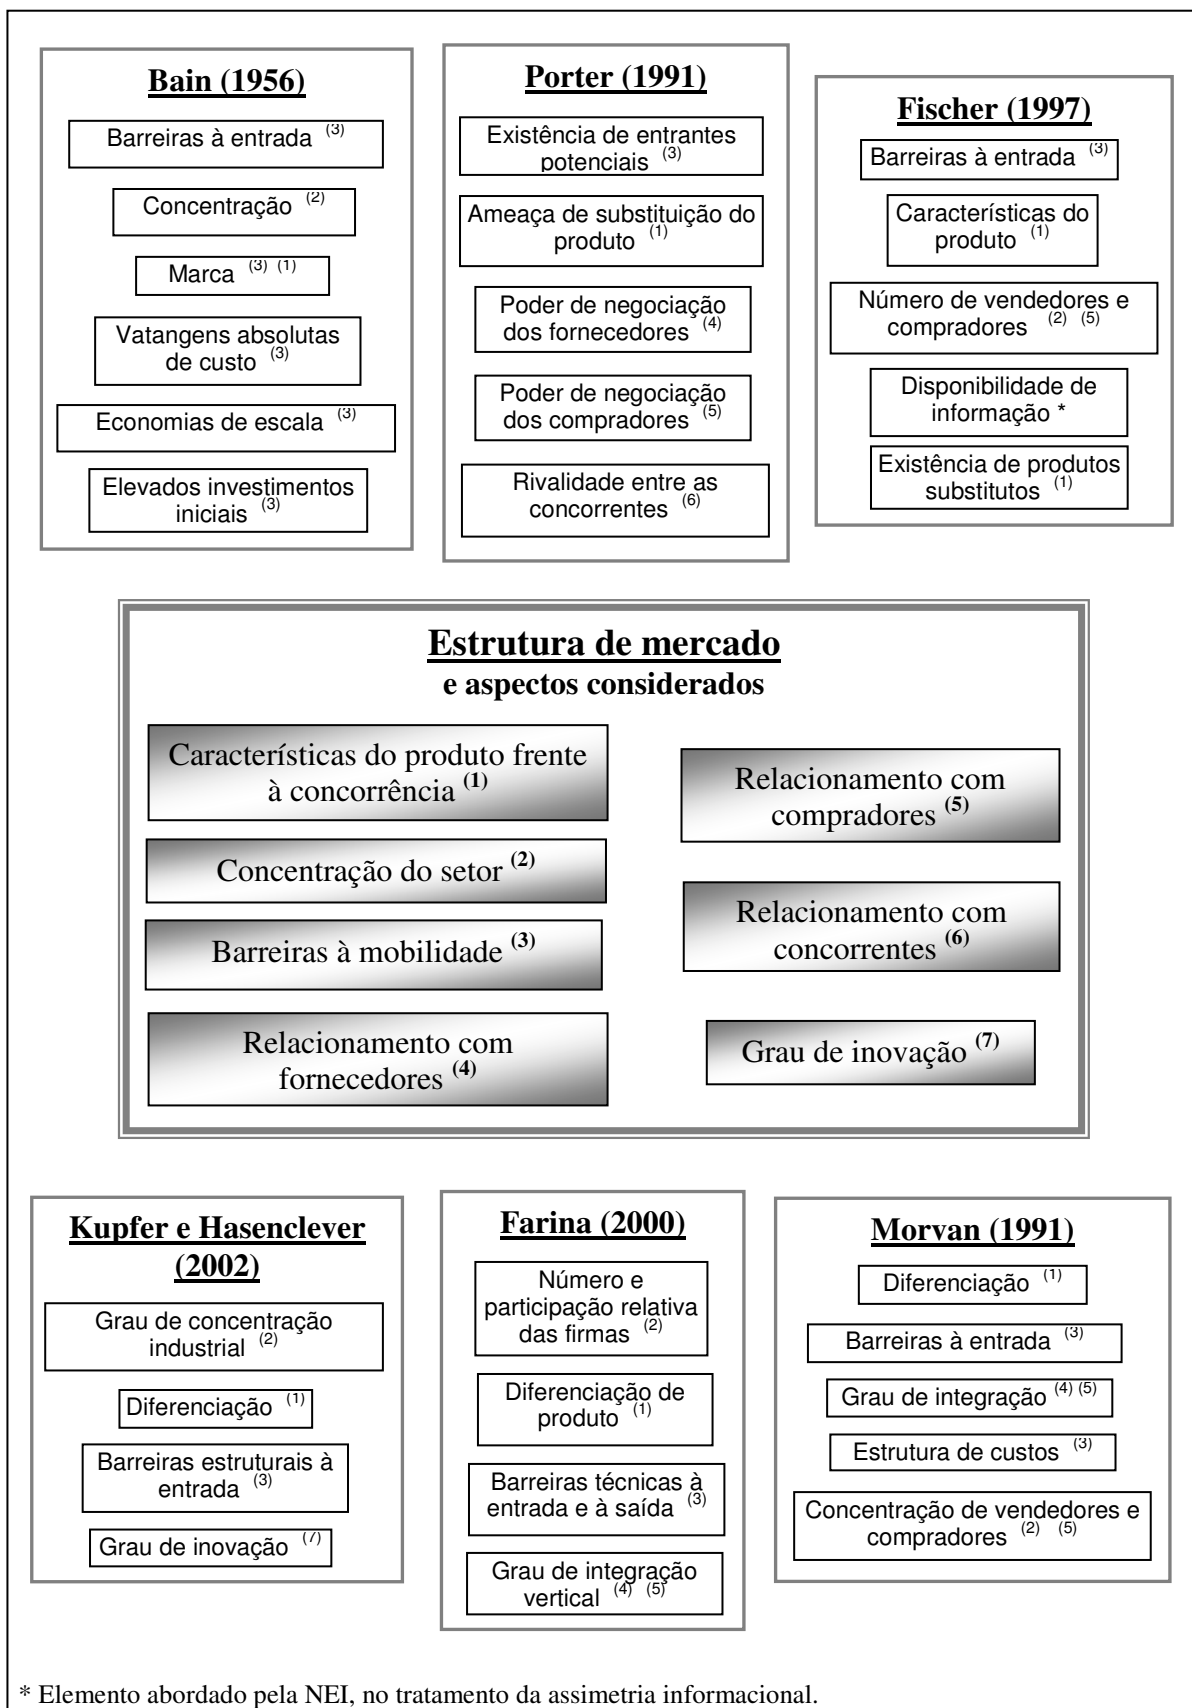 Bain (1956)
Barreiras à entrada (3)
Concentração (2)
Marca (3) (1)
Vatangens absolutas
de custo (3)
Economias de escala (3)
Elevados investimentos
iniciais (3)
Porter (1991)
Existência de entrantes
potenciais (3)
Ameaça de substituição do
produto (1)
Poder de negociação
dos fornecedores (4)
Poder de negociação
dos compradores (5)
Rivalidade entre as
concorrentes (6)
Fischer (1997)
Barreiras à entrada (3)
Características do
produto (1)
Número de vendedores e
compradores (2) (5)
Disponibilidade de
informação *
Existência de produtos
substitutos (1)
Estrutura de mercado
e aspectos considerados
Características do produto frente
à concorrência (1)
Concentração do setor (2)
Barreiras à mobilidade (3)
Relacionamento com
fornecedores (4)
Relacionamento com
compradores (5)
Relacionamento com
concorrentes (6)
Grau de inovação (7)
Kupfer e Hasenclever
(2002)
Grau de concentração
industrial (2)
Diferenciação (1)
Barreiras estruturais à
entrada (3)
Grau de inovação (7)
Farina (2000)
Número e
participação relativa
das firmas (2)
Diferenciação de
produto (1)
Barreiras técnicas à
entrada e à saída (3)
Grau de integração
vertical (4) (5)
Morvan (1991)
Diferenciação (1)
Barreiras à entrada (3)
Grau de integração (4) (5)
Estrutura de custos (3)
Concentração de vendedores e
compradores (2) (5)
* Elemento abordado pela NEI, no tratamento da assimetria informacional.